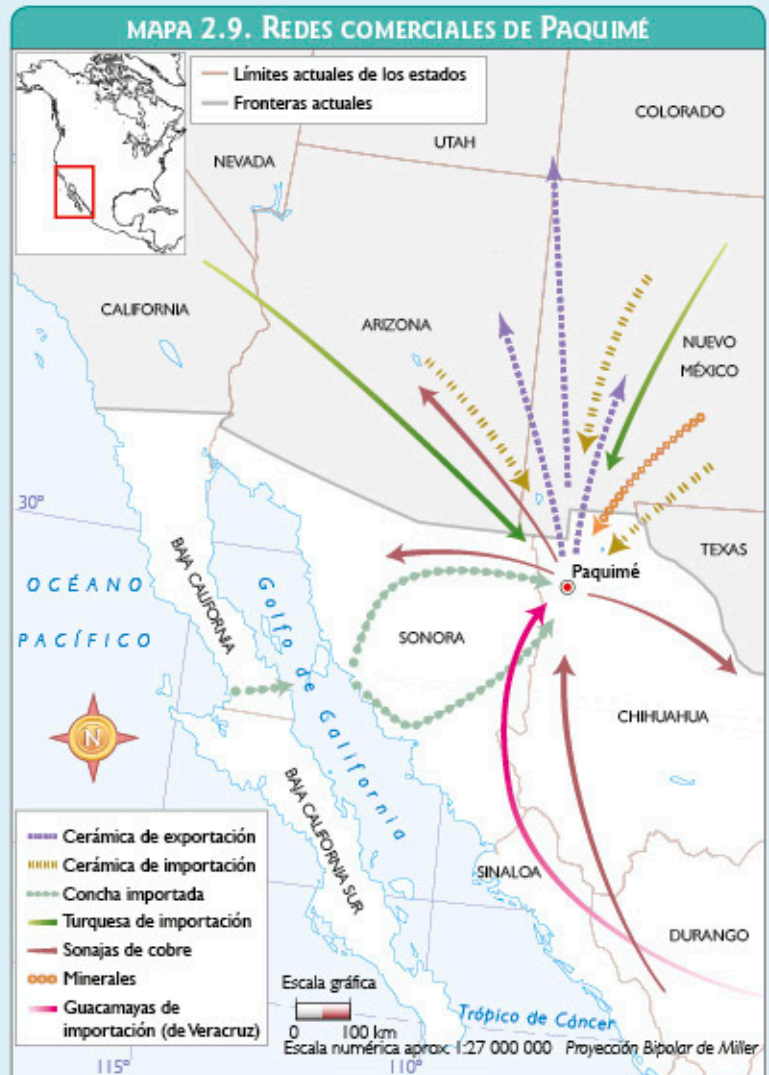 MAPA 2.9. REDES COMERCIALES DE PAQUIMÉ
Límites actuales de los estados
Fronteras actuales
COLORADO
UTAH
NEVADA
CALIFORNIA
ARIZONA
NUEVO
MÉXICO
30°
TEXAS
Paquimé
BAJA CALIFORNIA
OCÉANO
PACÍFICO
Golfo de California
SONORA
N
CHIHUAHUA
BAJA CALIFORNIA SUR
SINALOA
DURANGO
Cerámica de exportación
Cerámica de importación
Concha importada
Turquesa de importación
Sonajas de cobre
Minerales
Guacamayas de
importación (de Veracruz)
Escala gráfica
0 100 km
Trópico de Cáncer
Escala numérica aprox. 1:27 000 000 Proyección Bipolar de Miller
115° 110°